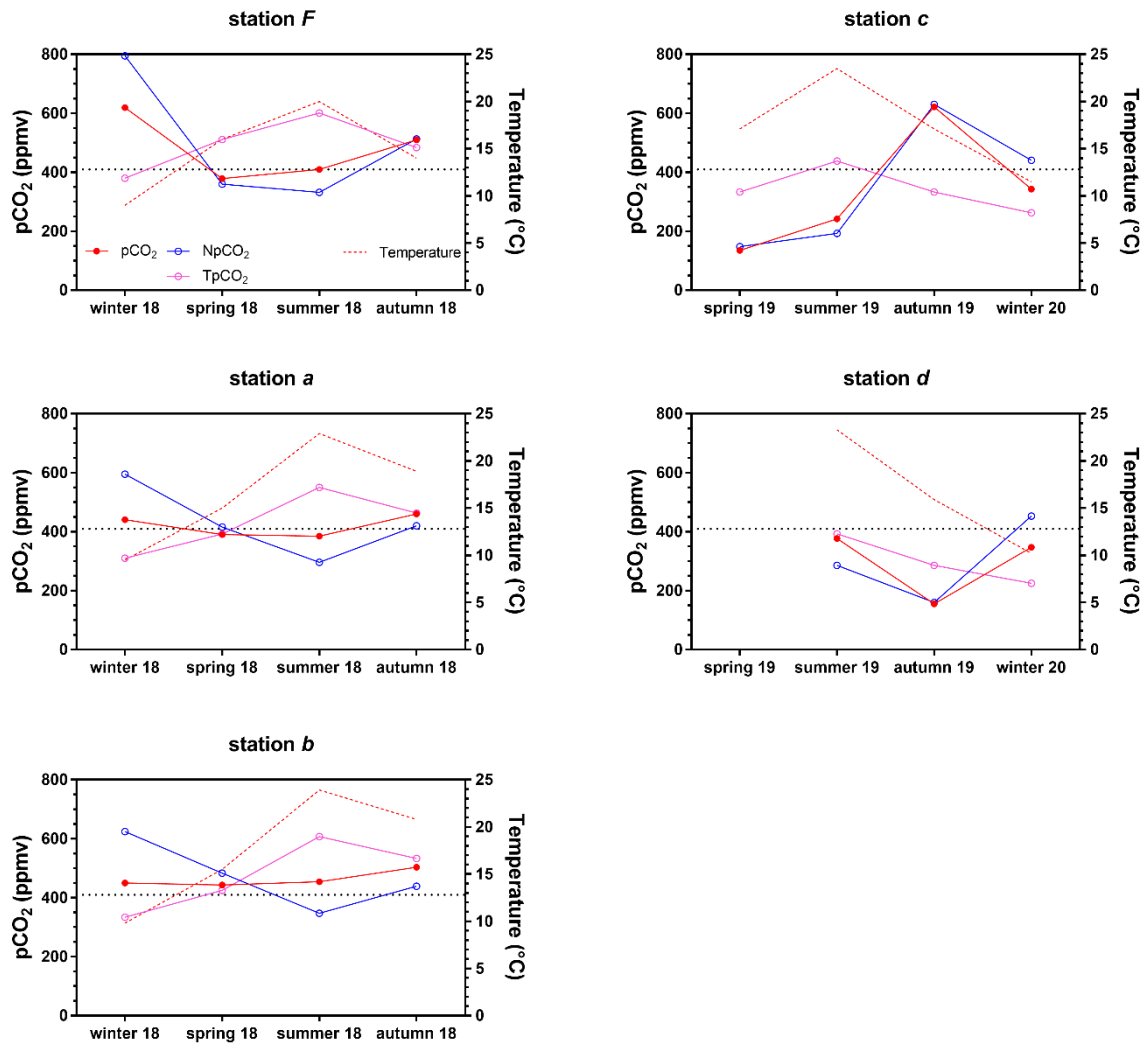 station F
pCO₂ (ppmv)
800
600
400
200
0
25
20
15
10
5
0
Temperature (°C)
pCO₂
NpCO₂
Temperature
TpCO₂
winter 18 spring 18 summer 18 autumn 18
station c
pCO₂ (ppmv)
800
600
400
200
0
25
20
15
10
5
0
Temperature (°C)
spring 19 summer 19 autumn 19 winter 20
station a
pCO₂ (ppmv)
800
600
400
200
0
25
20
15
10
5
0
Temperature (°C)
winter 18 spring 18 summer 18 autumn 18
station d
pCO₂ (ppmv)
800
600
400
200
0
25
20
15
10
5
0
Temperature (°C)
spring 19 summer 19 autumn 19 winter 20
station b
pCO₂ (ppmv)
800
600
400
200
0
25
20
15
10
5
0
Temperature (°C)
winter 18 spring 18 summer 18 autumn 18